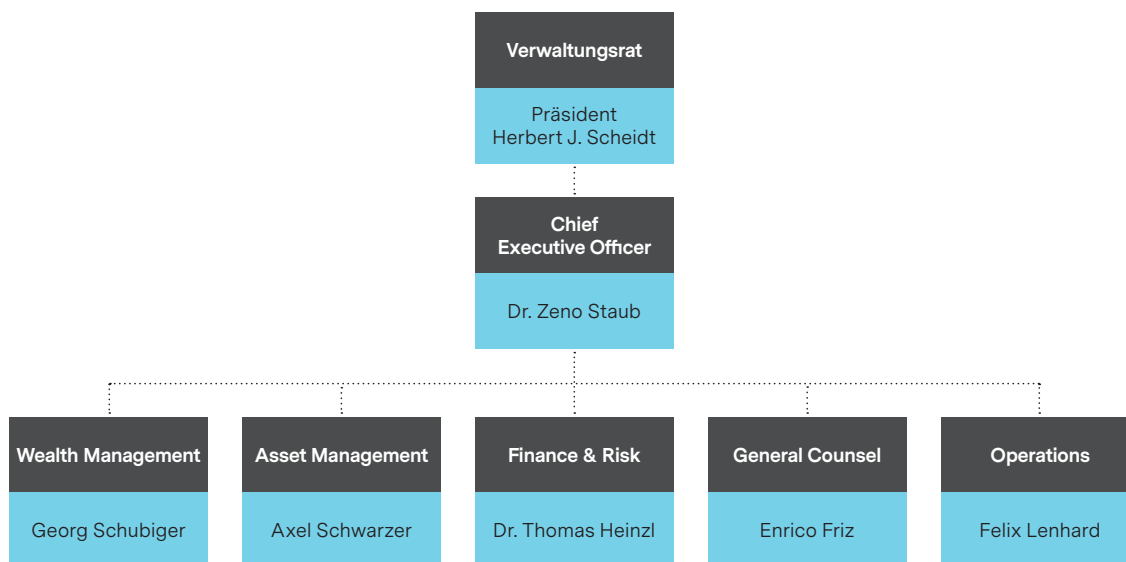 Verwaltungsrat
Präsident
Herbert J. Scheidt
Chief
Executive Officer
Dr. Zeno Staub
Wealth Management
Georg Schubiger
Asset Management
Axel Schwarzer
Finance & Risk
Dr. Thomas Heinzl
General Counsel
Enrico Friz
Operations
Felix Lenhard